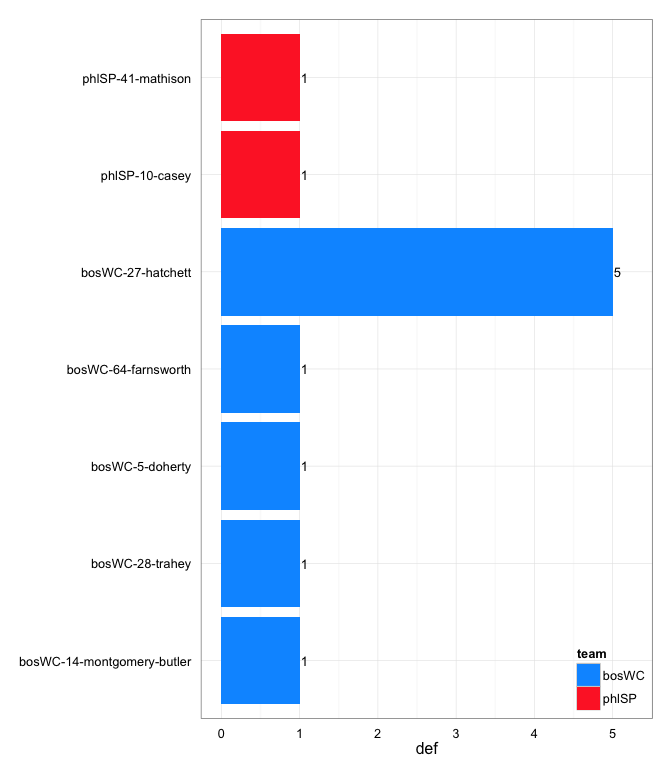 phlSP-41-mathison
1
phlSP-10-casey
1
bosWC-27-hatchett
5
bosWC-64-farnsworth
1
bosWC-5-doherty
1
bosWC-28-trahey
1
bosWC-14-montgomery-butler
1
team
bosWC
phlSP
0 1 2 3 4 5
def